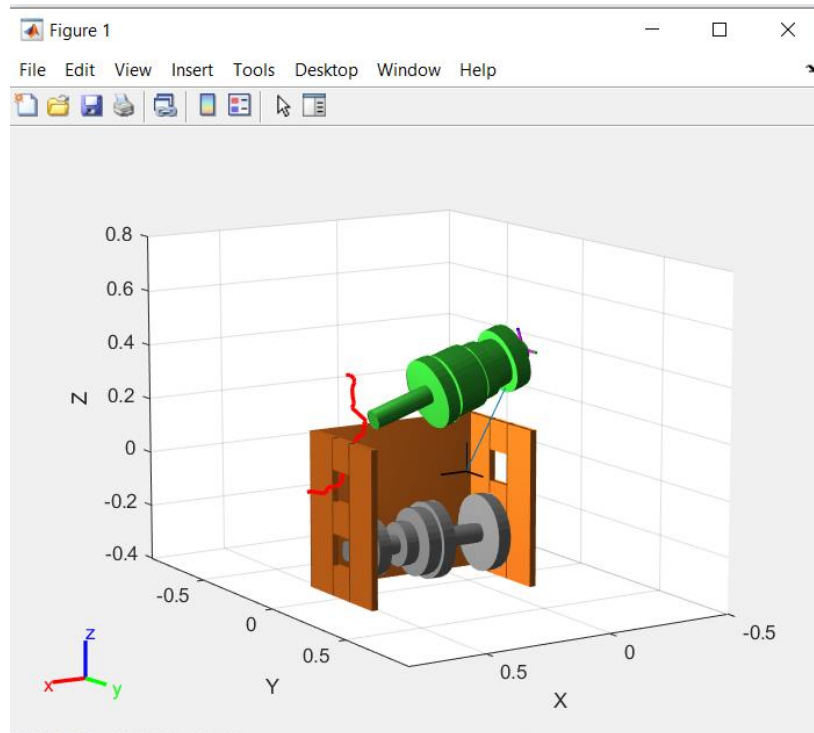 Figure 1
File Edit View Insert Tools Desktop Window Help
0.8
0.6
0.4
0.2
0
-0.2
-0.4
Z
-0.5
0
0.5
Y
0.5
0
-0.5
X
z
x
y